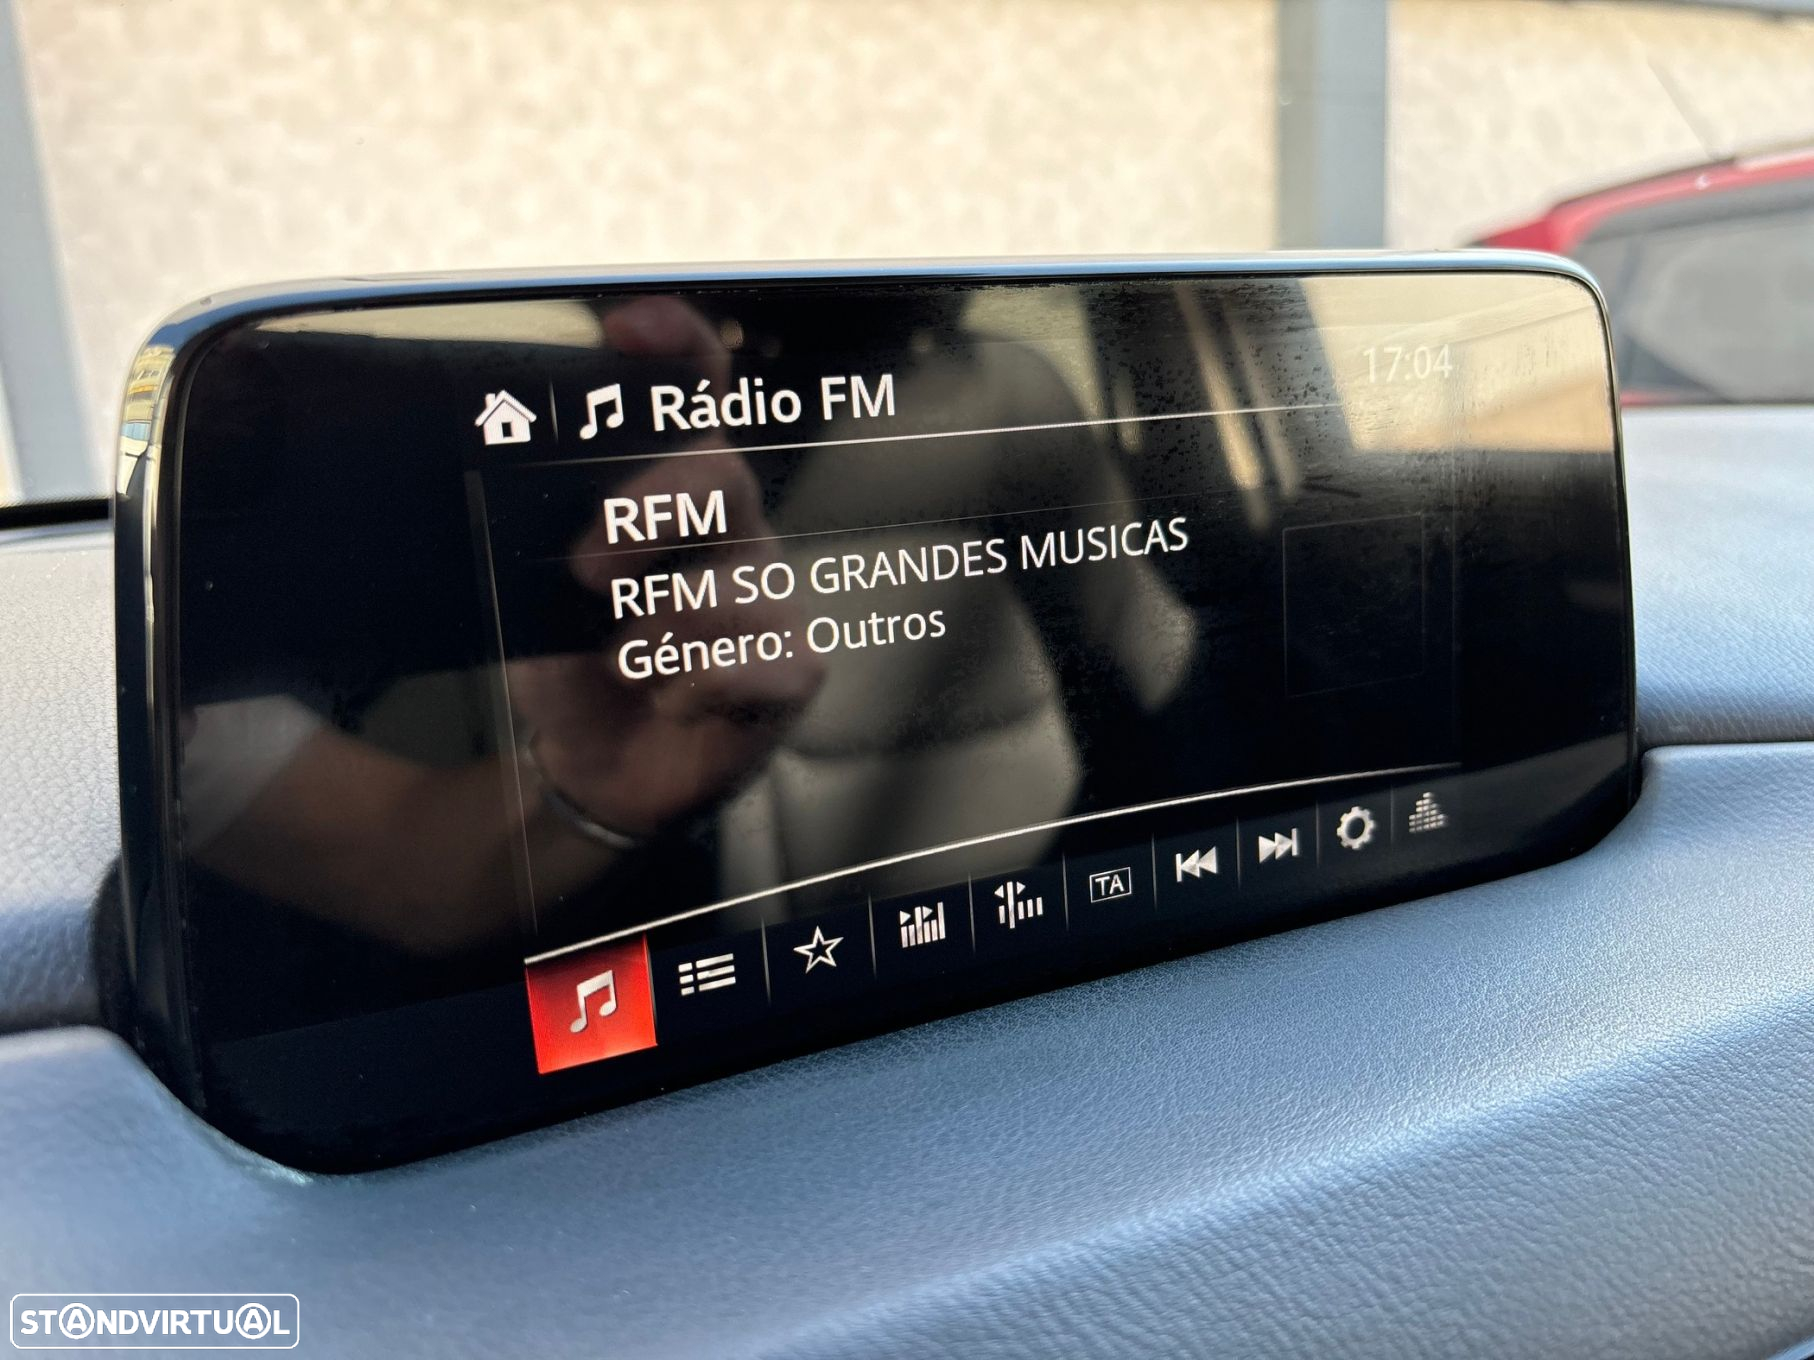 Rádio FM
17:04
RFM
RFM SO GRANDES MUSICAS
Género: Outros
TA
STANDVIRTUAL